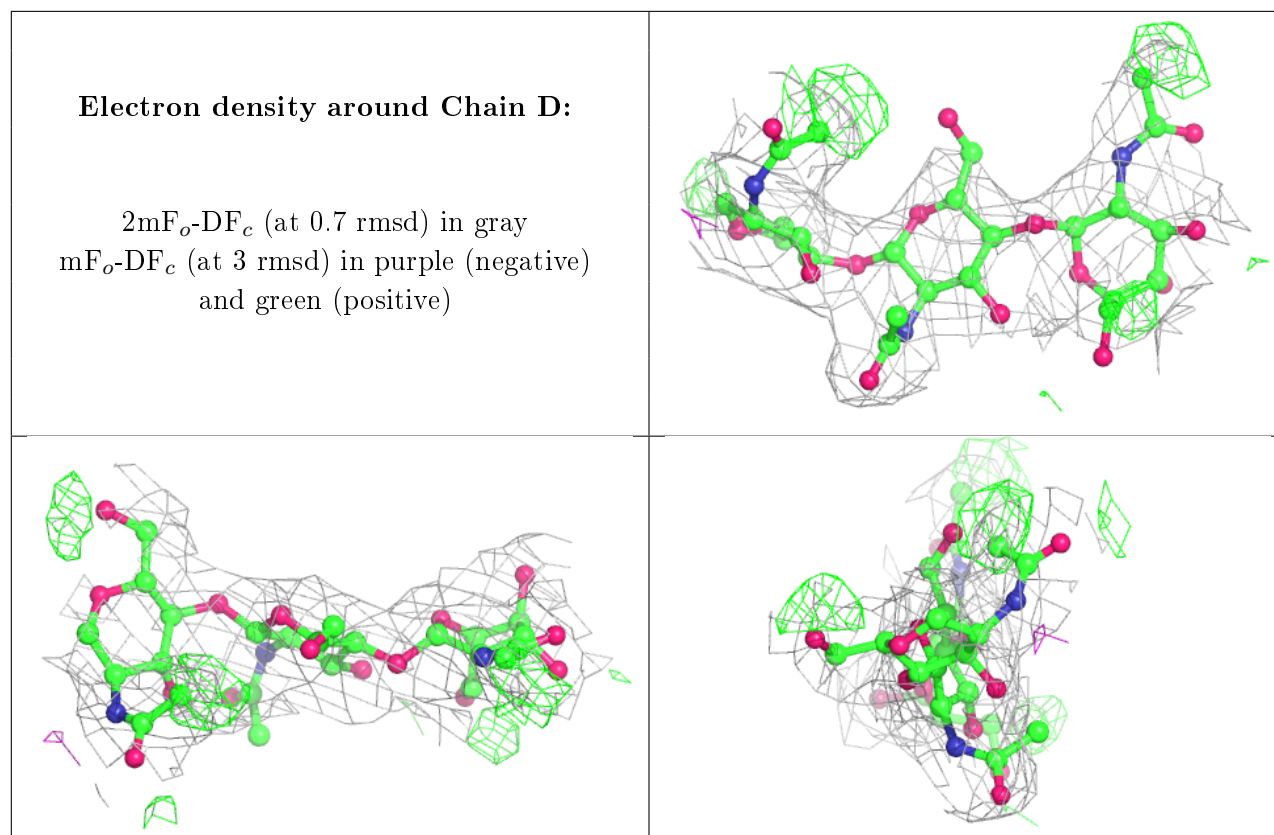 Electron density around Chain D:
2mFo-DFc (at 0.7 rmsd) in gray
mFo-DFc (at 3 rmsd) in purple (negative)
and green (positive)